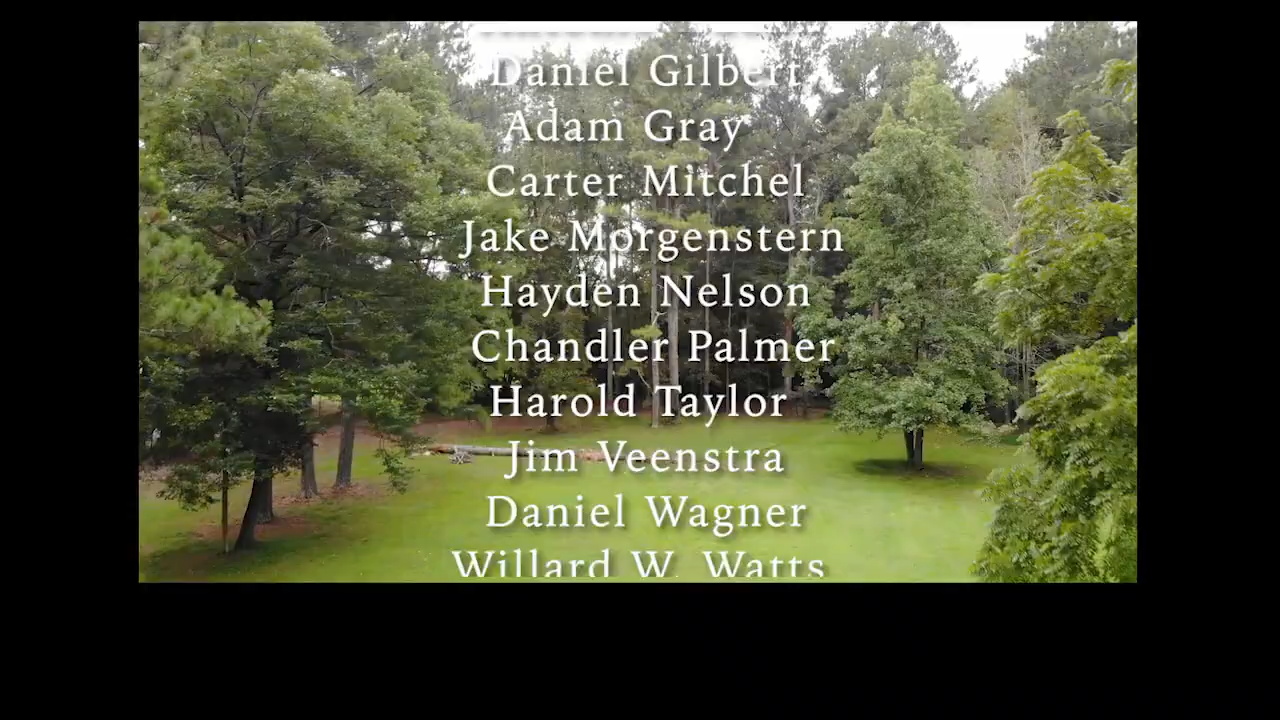 Daniel Gilbert
Adam Gray
Carter Mitchel
Jake Morgenstern
Hayden Nelson
Chandler Palmer
Harold Taylor
Jim Veenstra
Daniel Wagner
Willard W. Watts